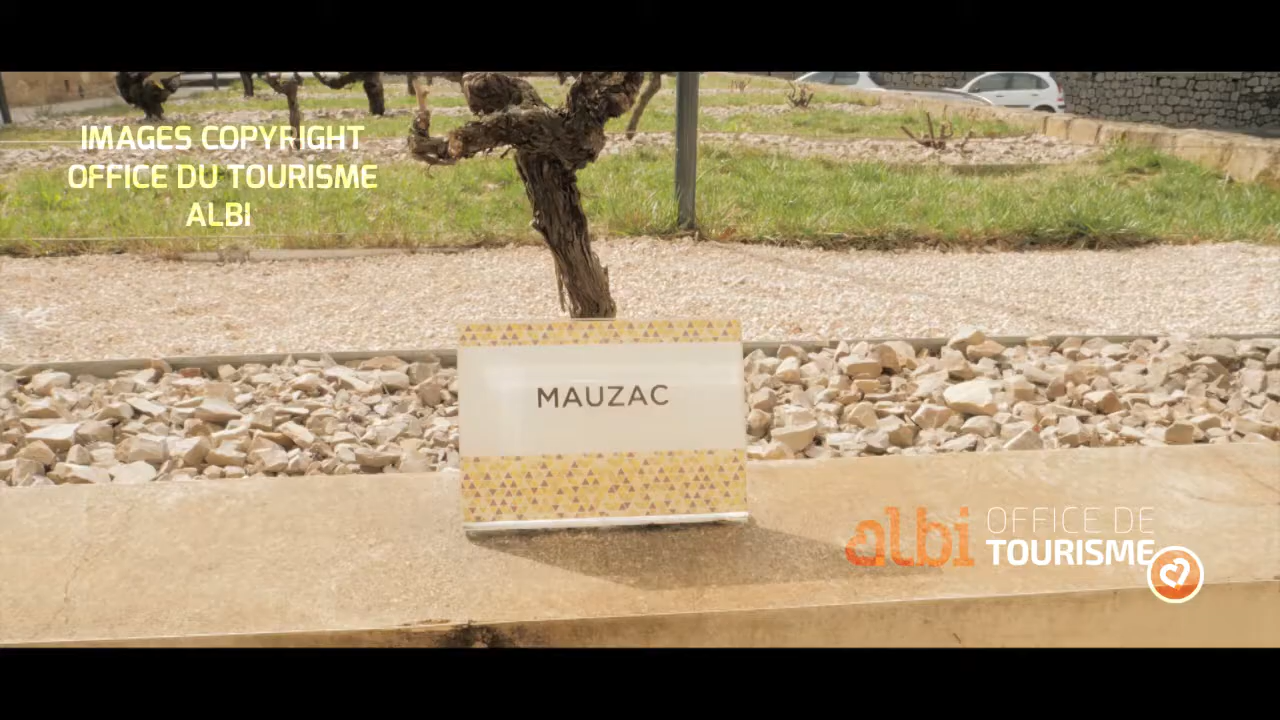 IMAGES COPYRIGHT
OFFICE DU TOURISME
ALBI
MAUZAC
albi OFFICE DE
TOURISME